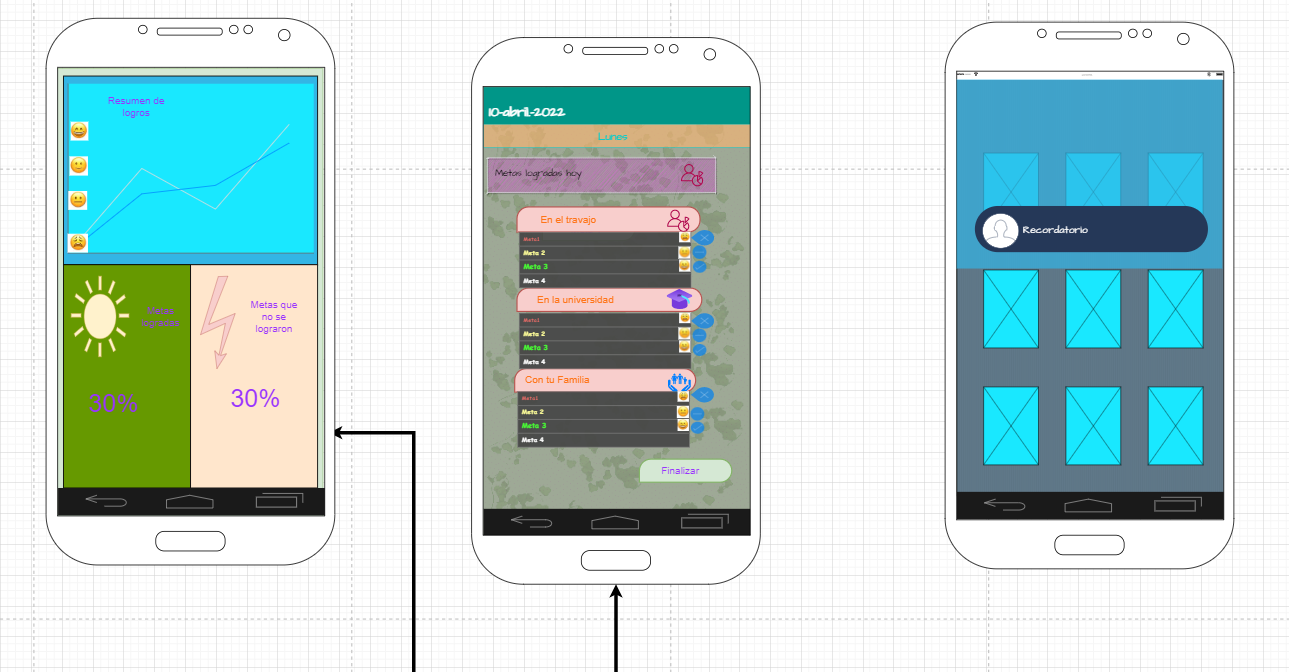 Resumen de
logros
Metas
logradas
Metas que
no se
lograron
30%
30%
10-abril-2022
Lunes
Metas logradas hoy
En el travajo
Meta1
Meta 2
Meta 3
Meta 4
En la universidad
Meta1
Meta 2
Meta 3
Meta 4
Con tu Familia
Meta1
Meta 2
Meta 3
Meta 4
Finalizar
Recordatorio